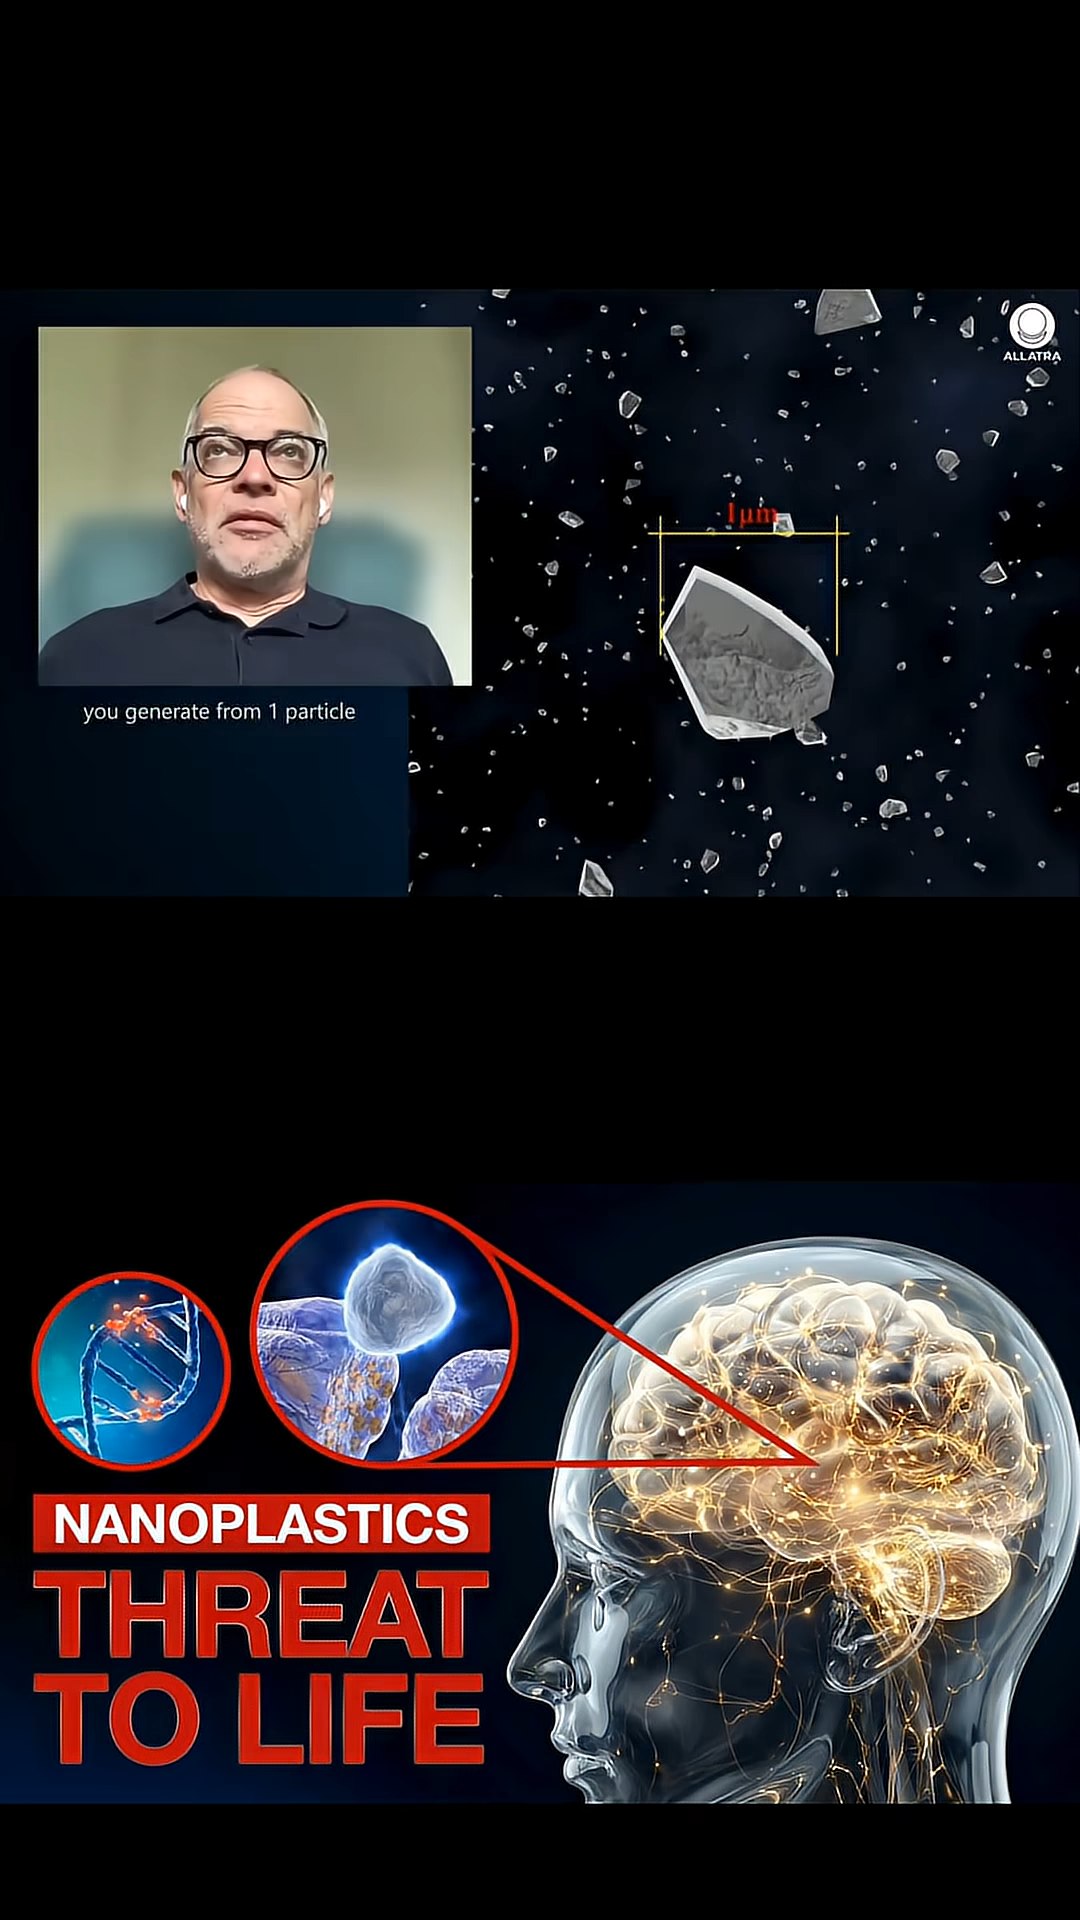 ALLATRA
1µm
you generate from 1 particle
NANOPLASTICS
THREAT
TO LIFE